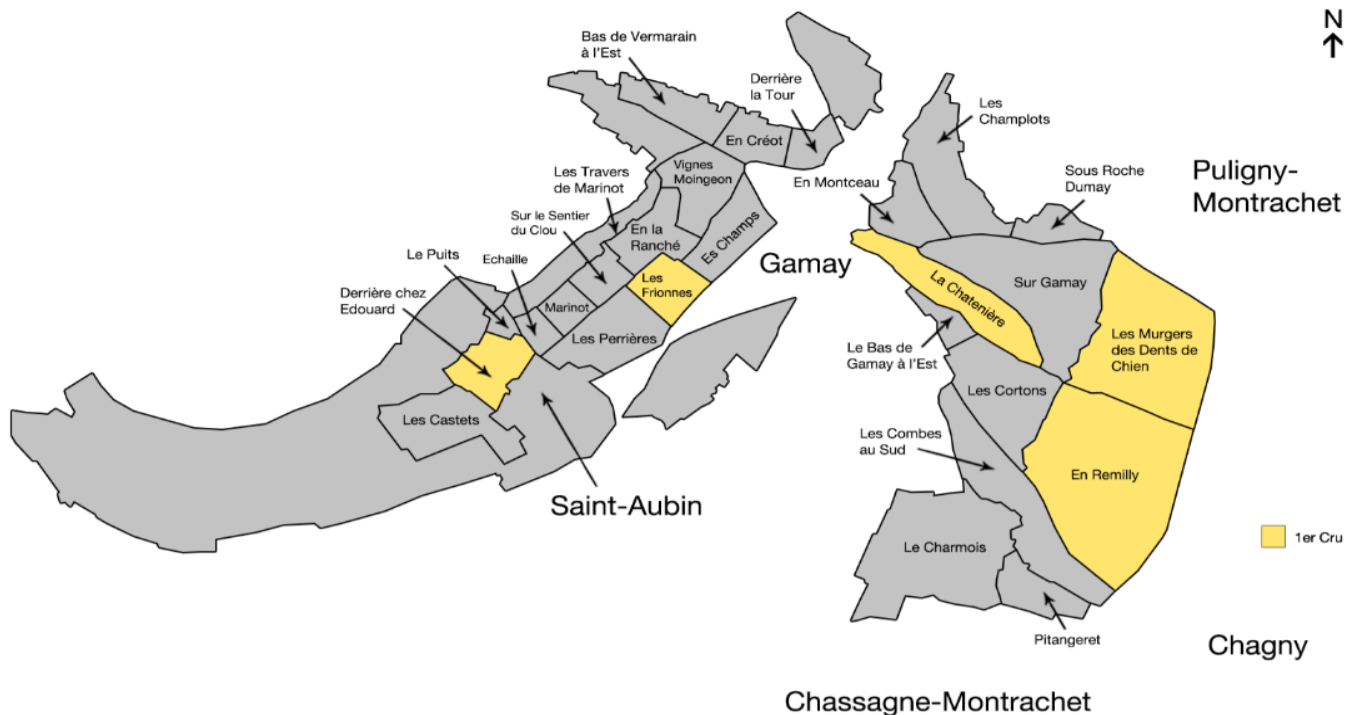 N
Bas de Vermarain
à l'Est
Derrière
la Tour
Les
Champlots
En Créot
Vignes
Moingeon
Les Travers
de Marinot
En Montceau
Sous Roche
Dumay
Puligny-
Montrachet
Sur le Sentier
du Clou
En la
Ranché
Es Champs
Le Puits
Echaille
Gamay
Les
Frionnes
La Chatenière
Sur Gamay
Derrière chez
Edouard
Marinot
Les Perrières
Le Bas de
Gamay à l'Est
Les Murgers
des Dents de
Chien
Les Cortons
Les Castets
Les Combes
au Sud
En Remilly
Saint-Aubin
1er Cru
Le Charmois
Pitangeret
Chagny
Chassagne-Montrachet